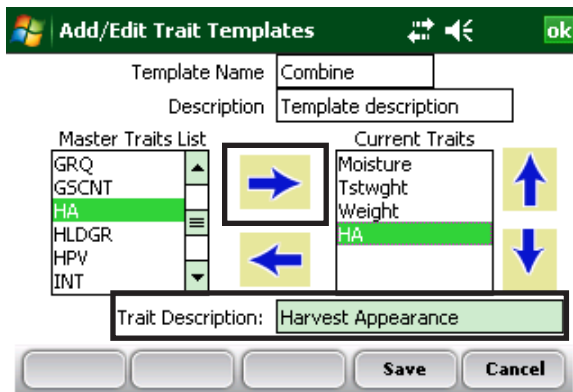 Add/Edit Trait Templates ok
Template Name Combine
Description Template description
Master Traits List
GRQ
GSCNT
HA
HLDGR
HPV
INT
Current Traits
Moisture
Tstwght
Weight
HA
Trait Description: Harvest Appearance
Save Cancel